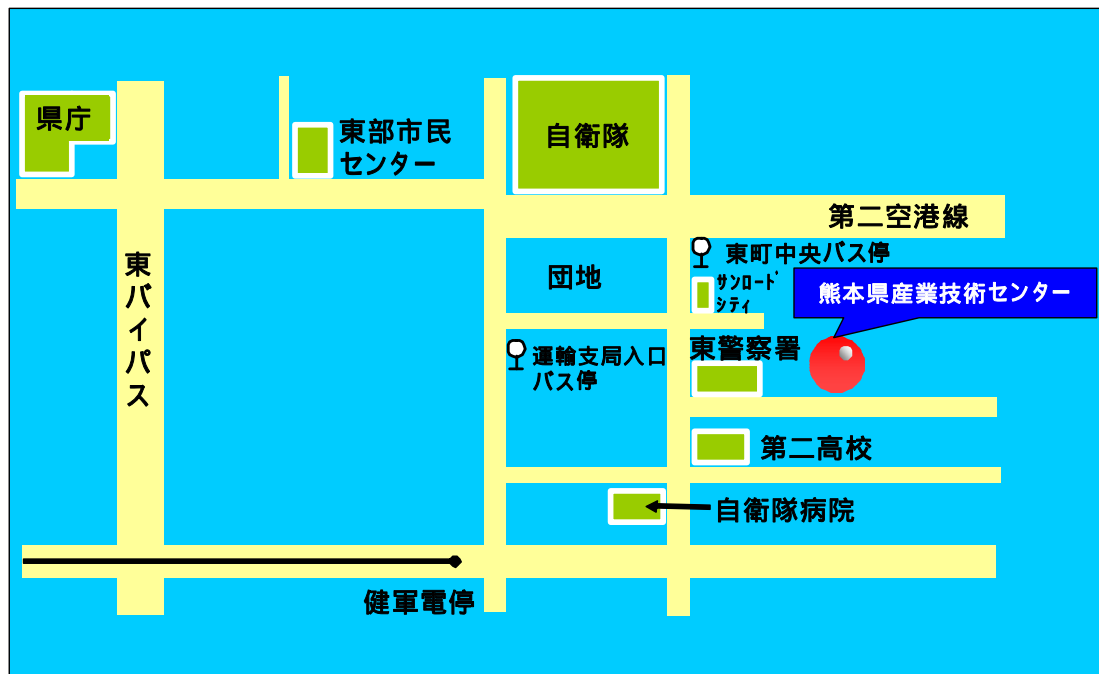 県庁
東部市民
センター
自衛隊
第二空港線
東バイパス
団地
東町中央バス停
ｻﾝﾛｰﾄﾞ
ｼﾃｨ
熊本県産業技術センター
運輸支局入口
バス停
東警察署
第二高校
自衛隊病院
健軍電停